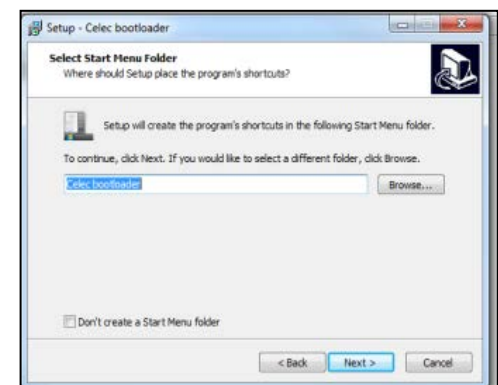 Setup - Celec bootloader
Select Start Menu Folder
Where should Setup place the program's shortcuts?
Setup will create the program's shortcuts in the following Start Menu folder.
To continue, click Next. If you would like to select a different folder, click Browse.
Celec bootloader
Browse...
Don't create a Start Menu folder
< Back
Next >
Cancel